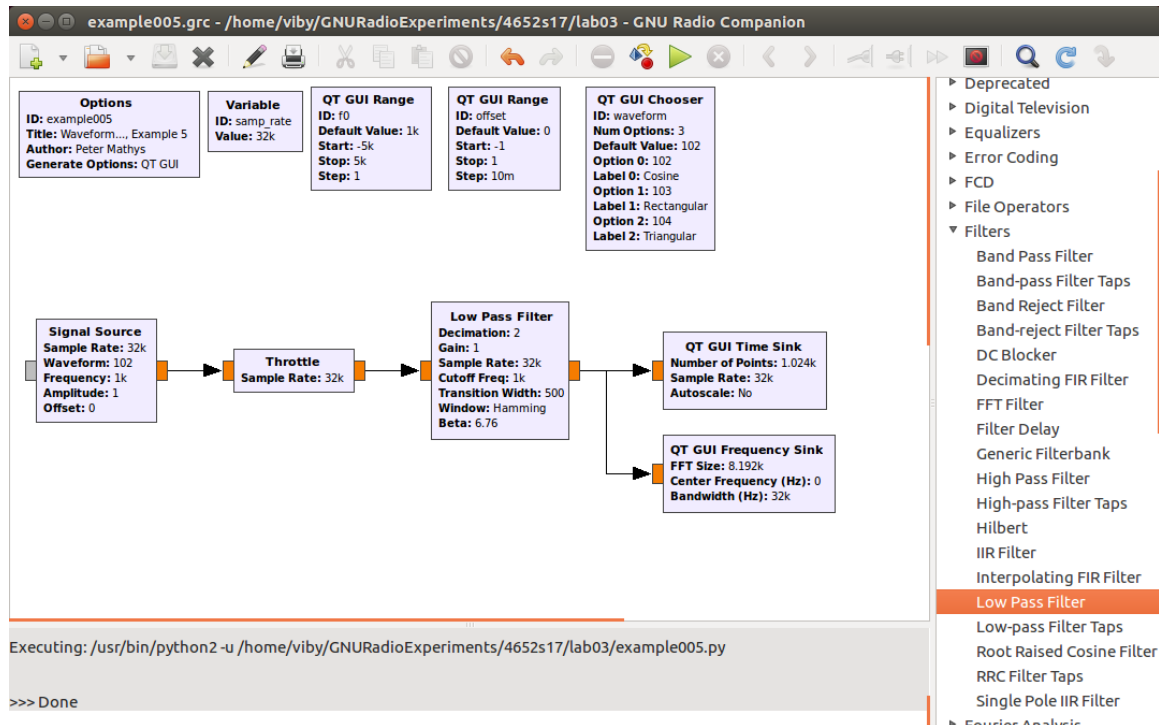 example005.grc - /home/viby/GNURadioExperiments/4652s17/lab03 - GNU Radio Companion
Options
ID: example005
Title: Waveform..., Example 5
Author: Peter Mathys
Generate Options: QT GUI
Variable
ID: samp_rate
Value: 32k
QT GUI Range
ID: f0
Default Value: 1k
Start: -5k
Stop: 5k
Step: 1
QT GUI Range
ID: offset
Default Value: 0
Start: -1
Stop: 1
Step: 10m
QT GUI Chooser
ID: waveform
Num Options: 3
Default Value: 102
Option 0: 102
Label 0: Cosine
Option 1: 103
Label 1: Rectangular
Option 2: 104
Label 2: Triangular
Signal Source
Sample Rate: 32k
Waveform: 102
Frequency: 1k
Amplitude: 1
Offset: 0
Throttle
Sample Rate: 32k
Low Pass Filter
Decimation: 2
Gain: 1
Sample Rate: 32k
Cutoff Freq: 1k
Transition Width: 500
Window: Hamming
Beta: 6.76
QT GUI Time Sink
Number of Points: 1.024k
Sample Rate: 32k
Autoscale: No
QT GUI Frequency Sink
FFT Size: 8.192k
Center Frequency (Hz): 0
Bandwidth (Hz): 32k
Deprecated
Digital Television
Equalizers
Error Coding
FCD
File Operators
Filters
Band Pass Filter
Band-pass Filter Taps
Band Reject Filter
Band-reject Filter Taps
DC Blocker
Decimating FIR Filter
FFT Filter
Filter Delay
Generic Filterbank
High Pass Filter
High-pass Filter Taps
Hilbert
IIR Filter
Interpolating FIR Filter
Low Pass Filter
Low-pass Filter Taps
Root Raised Cosine Filter
RRC Filter Taps
Single Pole IIR Filter
Fourier Analysis
Executing: /usr/bin/python2 -u /home/viby/GNURadioExperiments/4652s17/lab03/example005.py
>>> Done